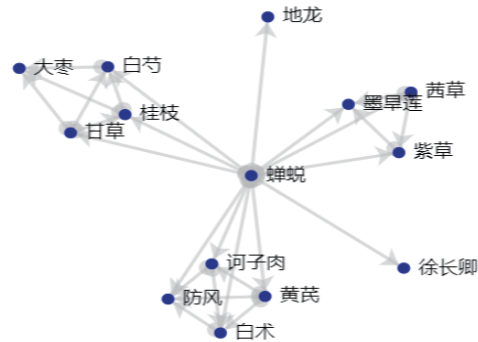 地龙
大枣
白芍
茜草
墨旱莲
桂枝
甘草
紫草
蝉蜕
诃子肉
徐长卿
防风
黄芪
白术